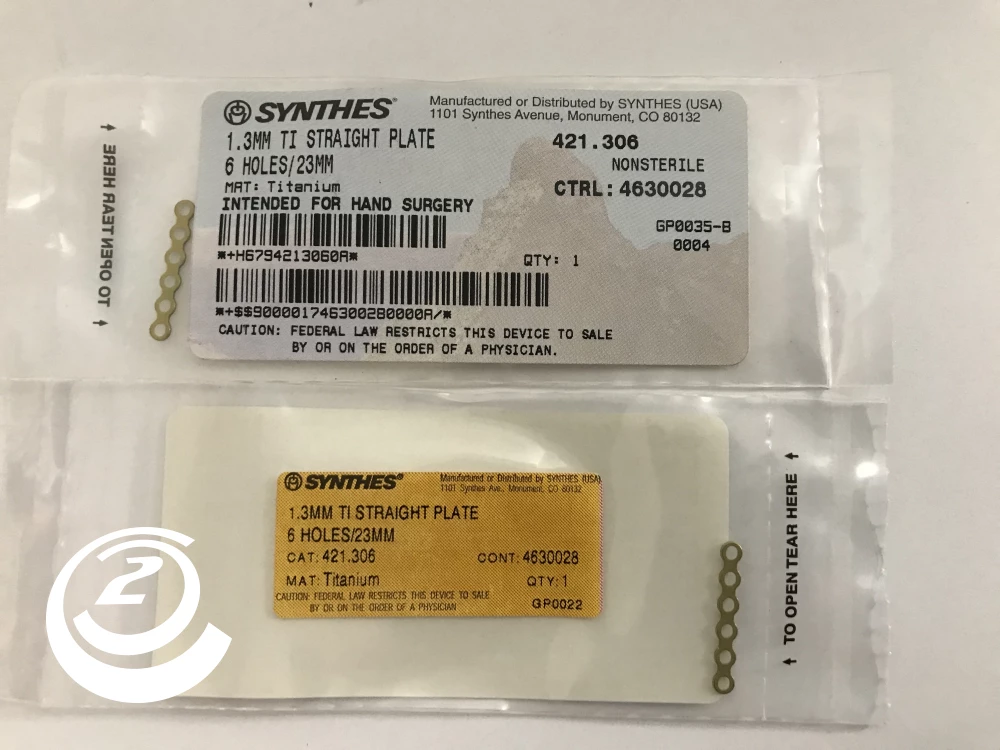 SYNTHES®
Manufactured or Distributed by SYNTHES (USA)
1101 Synthes Avenue, Monument, CO 80132
1.3MM TI STRAIGHT PLATE
421.306
6 HOLES/23MM
NONSTERILE
MAT: Titanium
CTRL: 4630028
INTENDED FOR HAND SURGERY
GP0035-B
0004
*+H6794213060A*
QTY: 1
*+$$900001746300280000A/*
CAUTION: FEDERAL LAW RESTRICTS THIS DEVICE TO SALE
BY OR ON THE ORDER OF A PHYSICIAN.
TO OPEN TEAR HERE
SYNTHES®
Manufactured or Distributed by SYNTHES (USA)
1101 Synthes Ave., Monument, CO 80132
1.3MM TI STRAIGHT PLATE
6 HOLES/23MM
CAT: 421.306
CONT: 4630028
MAT: Titanium
QTY: 1
CAUTION: FEDERAL LAW RESTRICTS THIS DEVICE TO SALE
BY OR ON THE ORDER OF A PHYSICIAN
GP0022
TO OPEN TEAR HERE
2